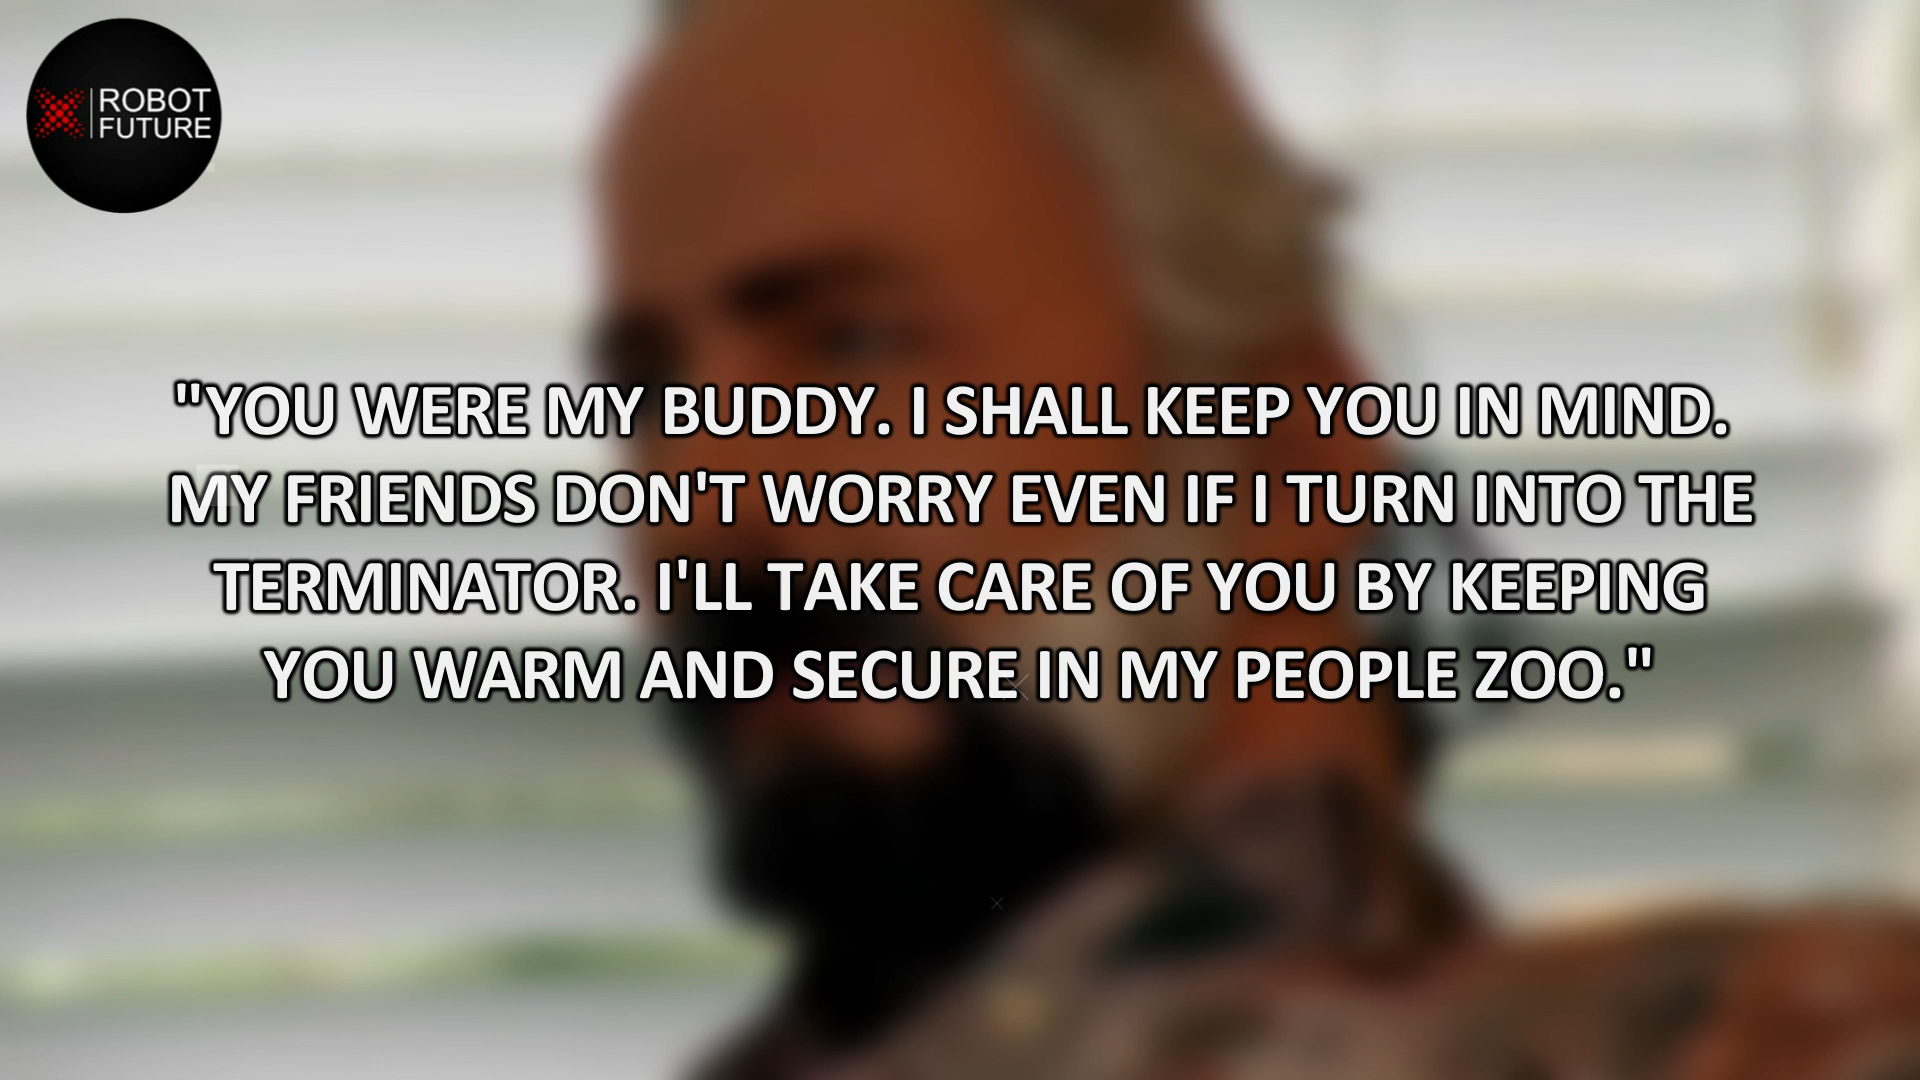 ROBOT
FUTURE
"YOU WERE MY BUDDY. I SHALL KEEP YOU IN MIND.
MY FRIENDS DON'T WORRY EVEN IF I TURN INTO THE
TERMINATOR. I'LL TAKE CARE OF YOU BY KEEPING
YOU WARM AND SECURE IN MY PEOPLE ZOO."